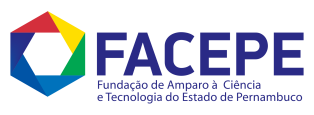 FACEPE
Fundação de Amparo à Ciência
e Tecnologia do Estado de Pernambuco